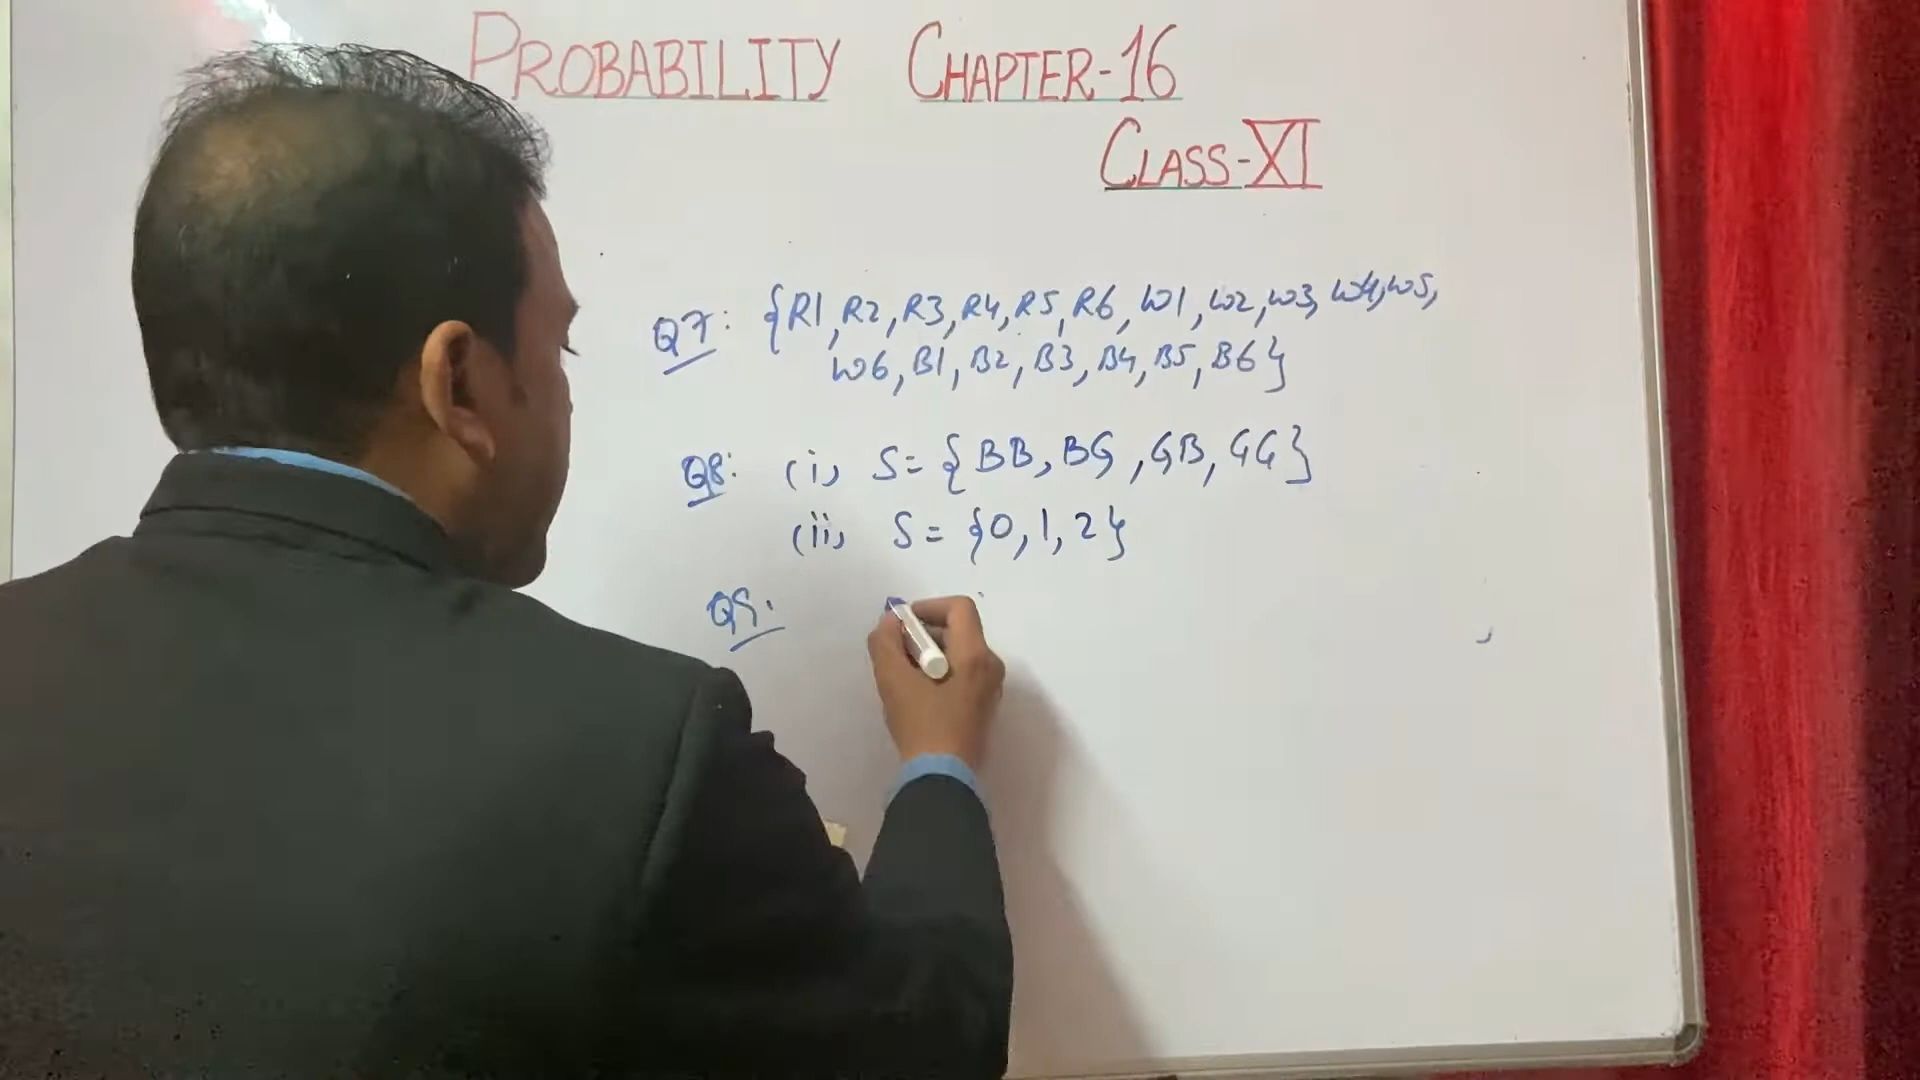 PROBABILITY CHAPTER-16
CLASS-XI
Q7: {R1, R2, R3, R4, R5, R6, W1, W2, W3, W4, W5,
W6, B1, B2, B3, B4, B5, B6}
Q8: (i) S= {BB, BG, GB, GG}
(ii) S= {0, 1, 2}
Q9.